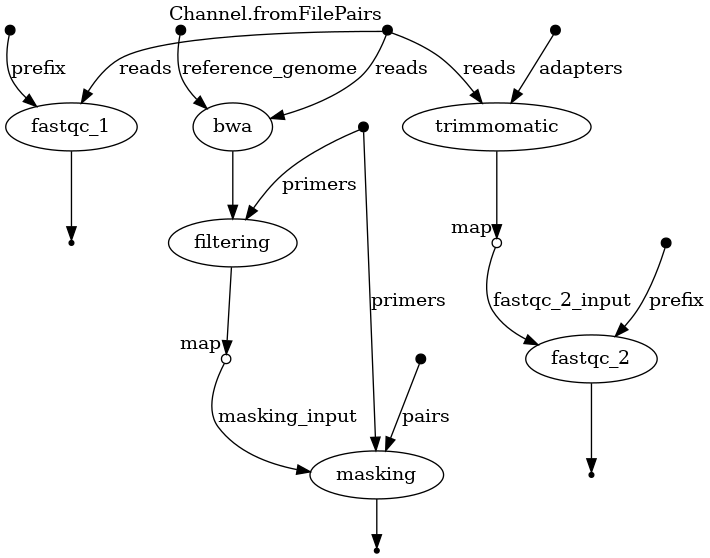 Channel.fromFilePairs
prefix
reads
reference_genome
reads
reads
adapters
fastqc_1
bwa
trimmomatic
primers
map
filtering
primers
fastqc_2_input
prefix
map
fastqc_2
masking_input
pairs
masking